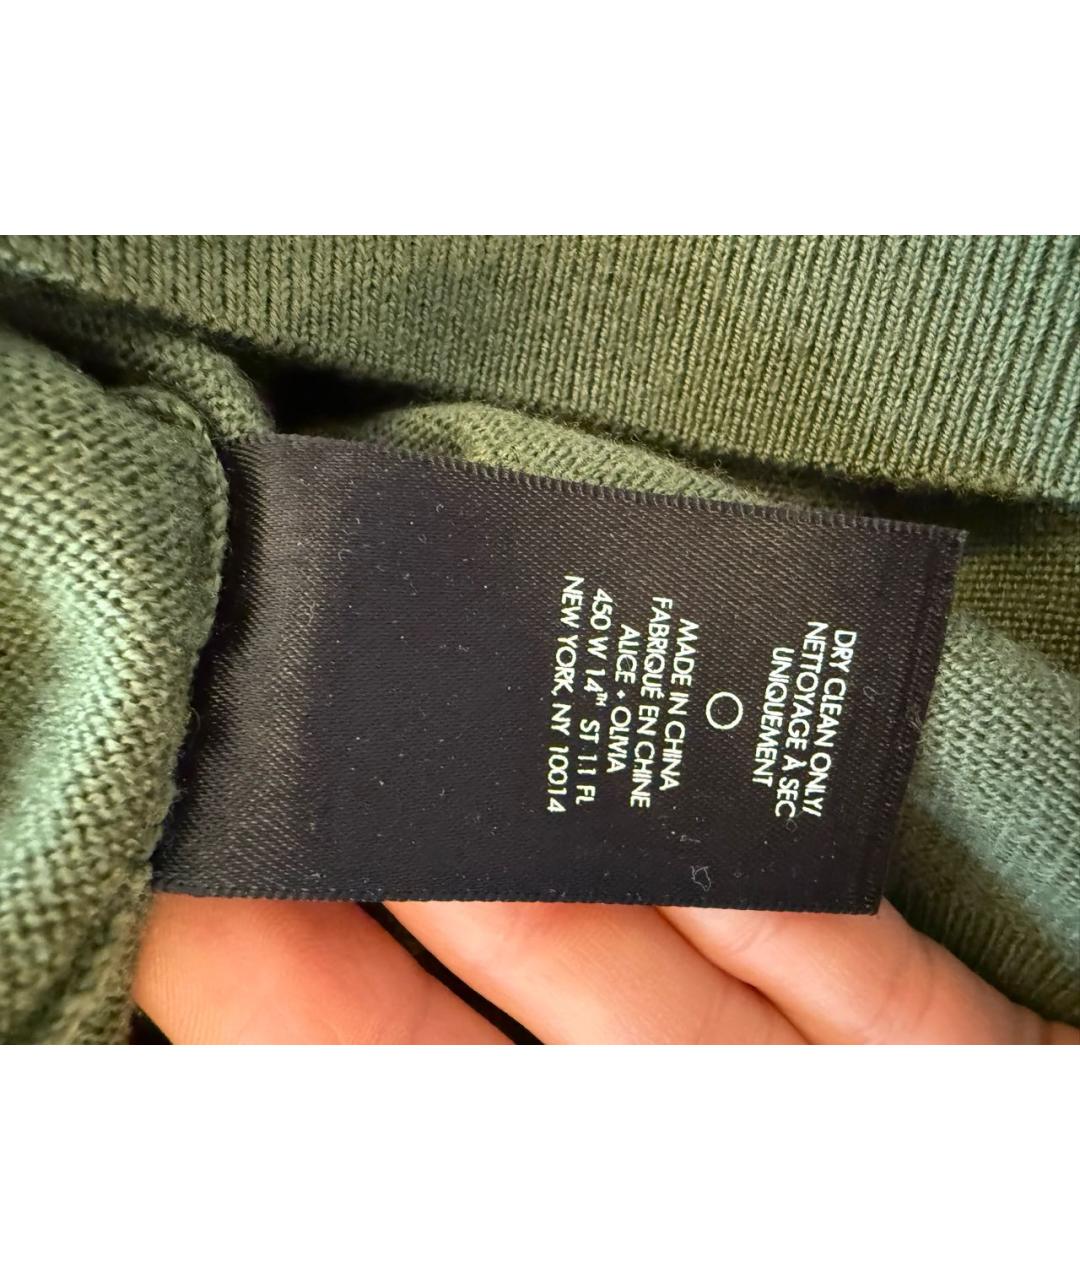 DRY CLEAN ONLY/
NETTOYAGE À SEC
UNIQUEMENT
MADE IN CHINA
FABRIQUÉ EN CHINE
ALICE + OLIVIA
450 W 14TH ST 11 FL
NEW YORK, NY 10014